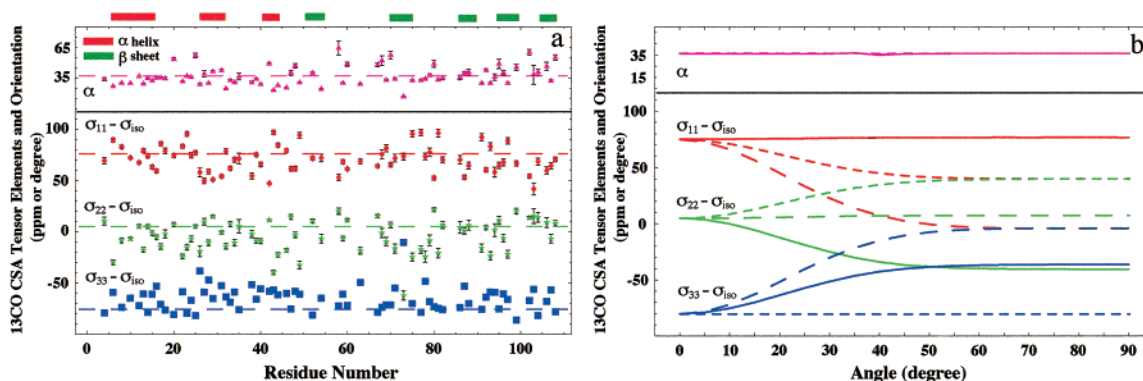 a
α helix
β sheet
65
35
α
σ11 – σiso
σ22 – σiso
σ33 – σiso
100
50
0
-50
0 20 40 60 80 100
Residue Number
13CO CSA Tensor Elements and Orientation
(ppm or degree)
b
35
15
α
σ11 – σiso
σ22 – σiso
σ33 – σiso
50
0
-50
0 10 20 30 40 50 60 70 80 90
Angle (degree)
13CO CSA Tensor Elements and Orientation
(ppm or degree)